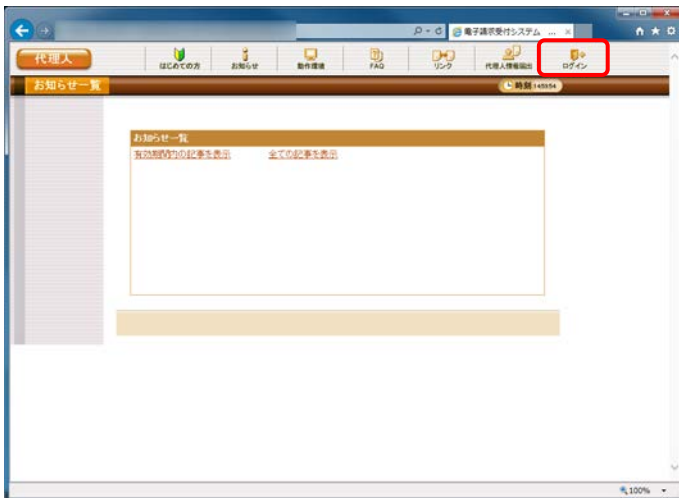 電子請求受付システム ...
代理人
はじめての方
お知らせ
動作環境
FAQ
リンク
代理人情報届出
ログイン
お知らせ一覧
時刻 14:53:54
お知らせ一覧
有効期間内の記事を表示 全ての記事を表示
100%